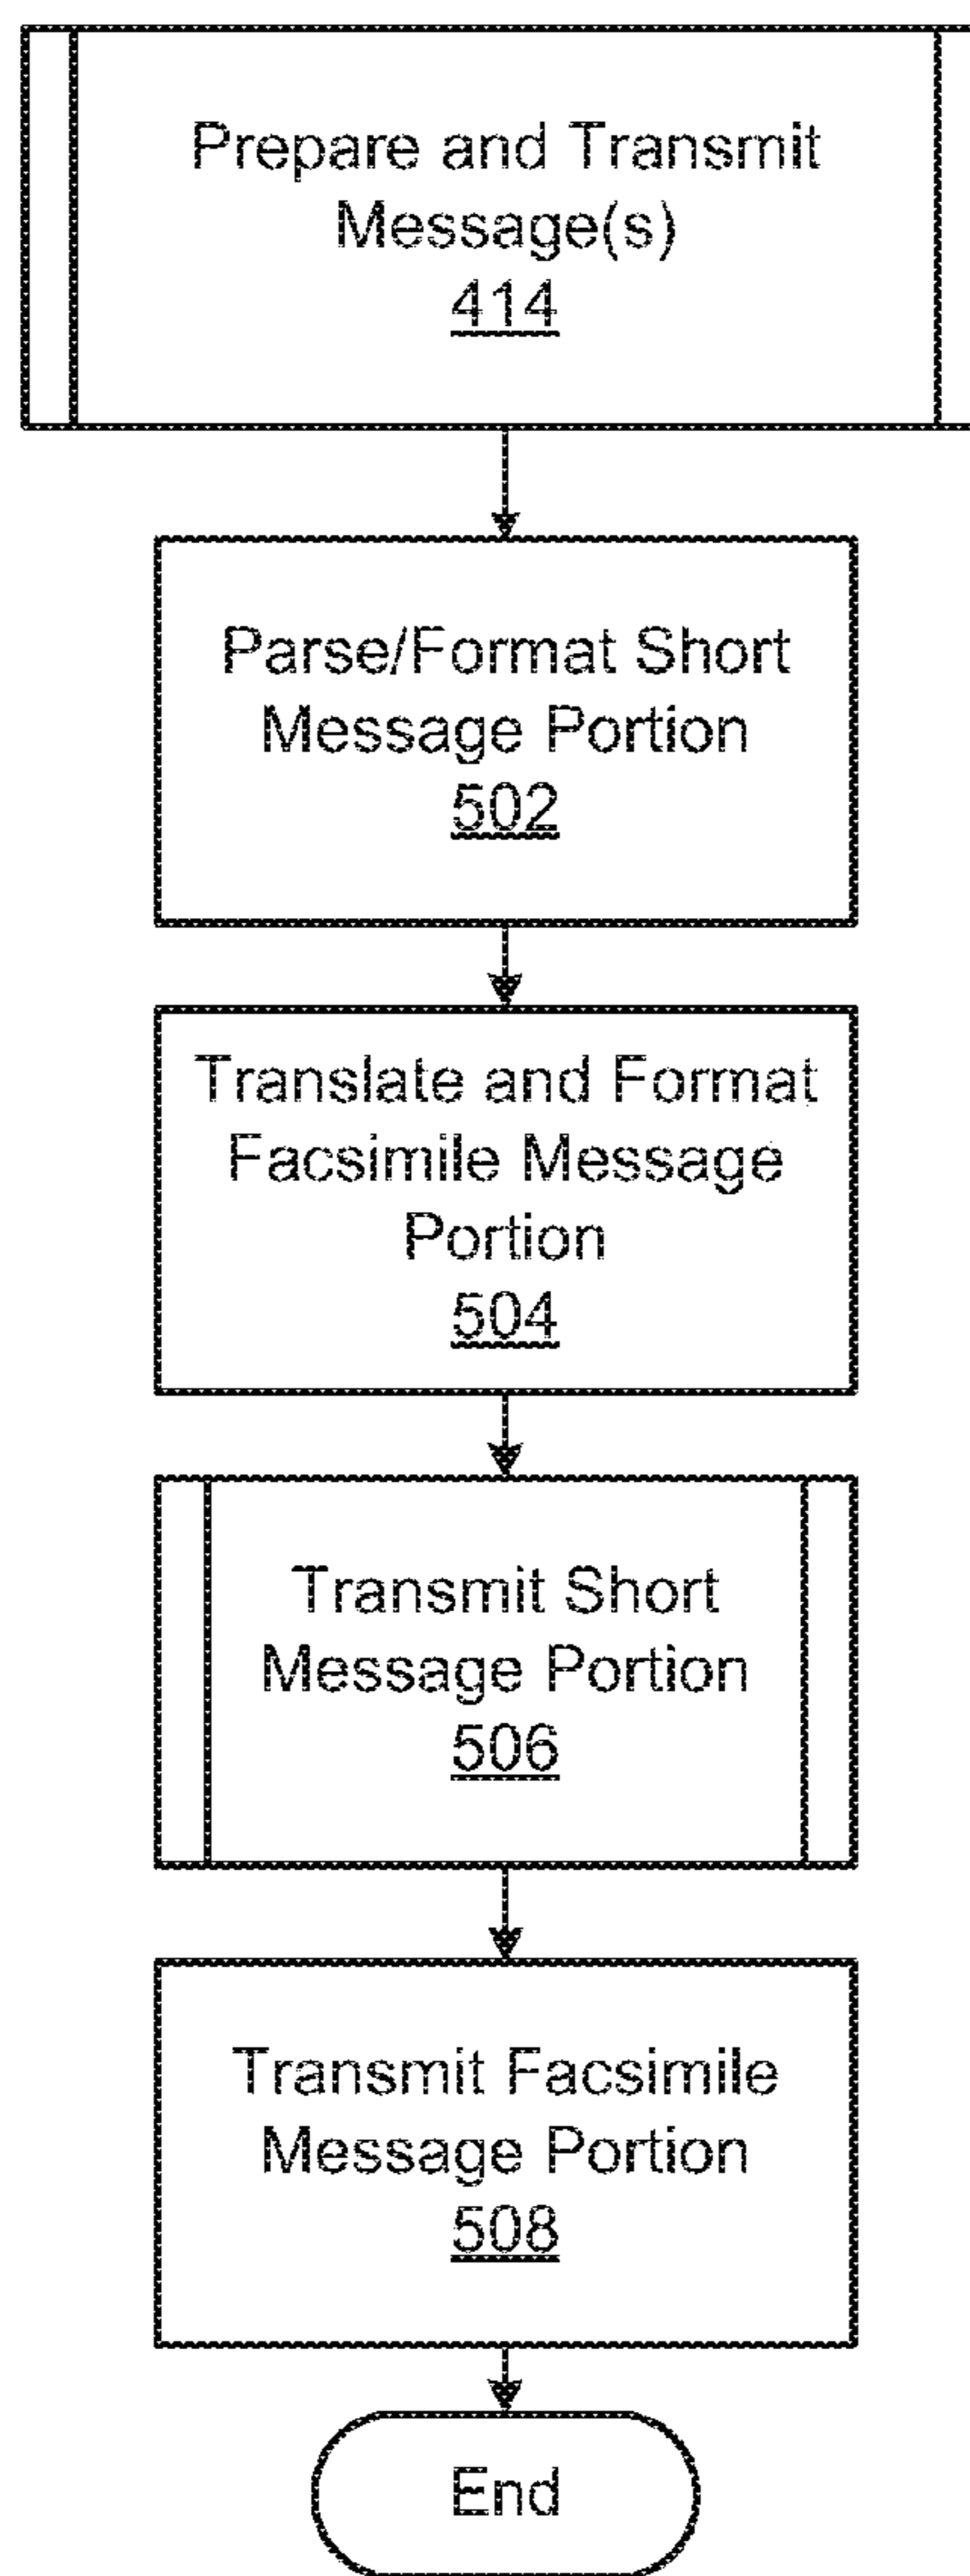 Prepare and Transmit
Message(s)
414
Parse/Format Short
Message Portion
502
Translate and Format
Facsimile Message
Portion
504
Transmit Short
Message Portion
506
Transmit Facsimile
Message Portion
508
End